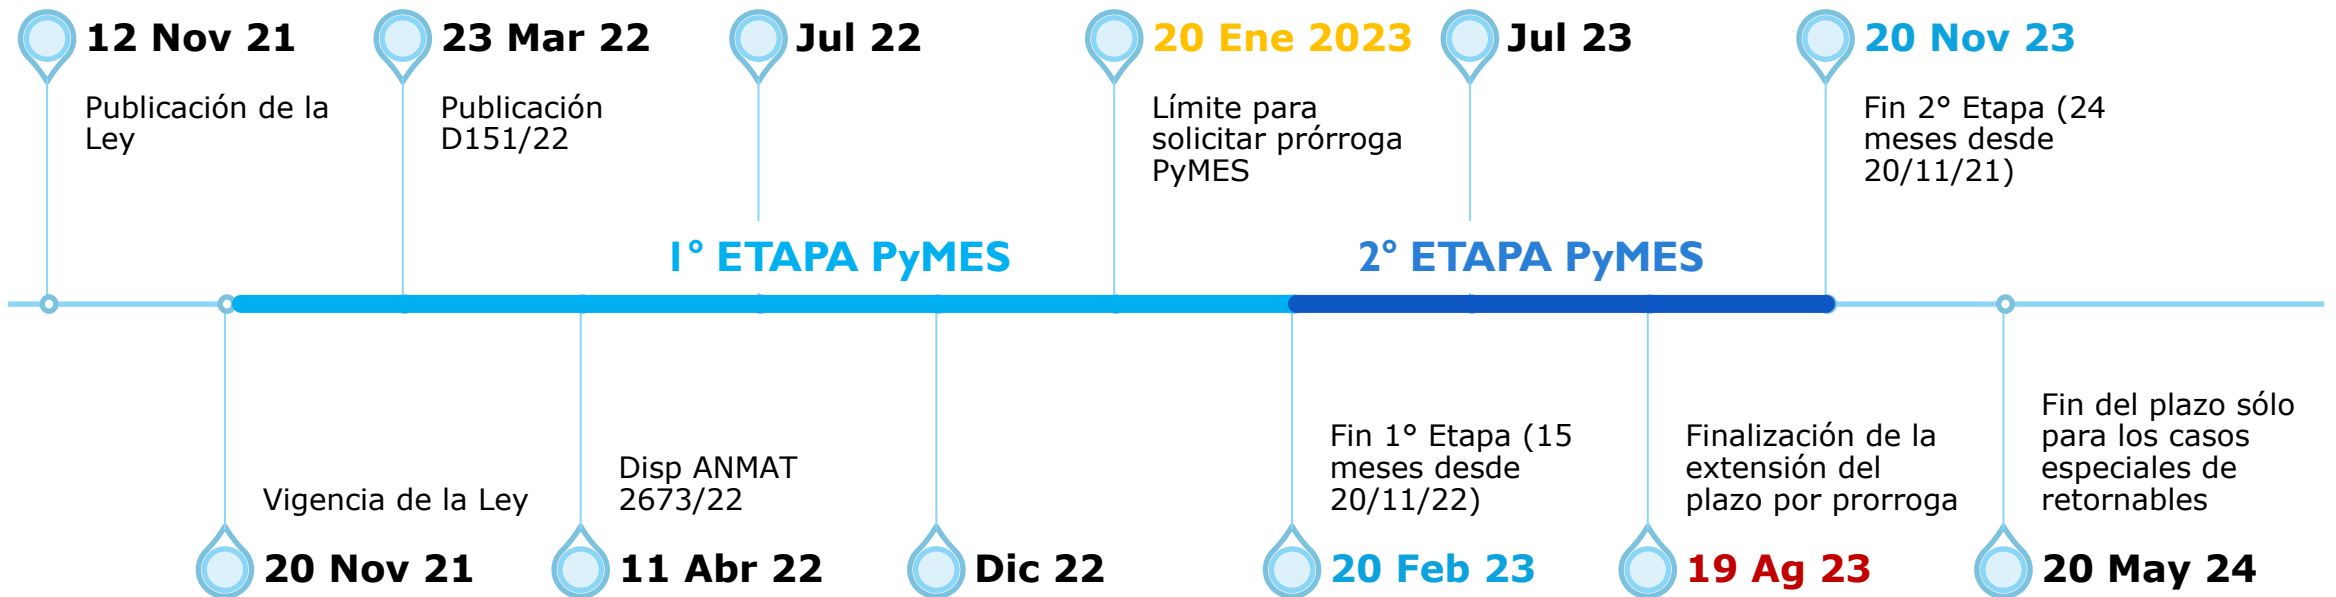 12 Nov 21
Publicación de la
Ley
23 Mar 22
Publicación
D151/22
Jul 22
20 Ene 2023
Límite para
solicitar prórroga
PyMES
Jul 23
20 Nov 23
Fin 2° Etapa (24
meses desde
20/11/21)
1° ETAPA PyMES
2° ETAPA PyMES
Vigencia de la Ley
20 Nov 21
Disp ANMAT
2673/22
11 Abr 22
Dic 22
Fin 1° Etapa (15
meses desde
20/11/22)
20 Feb 23
Finalización de la
extensión del
plazo por prorroga
19 Ag 23
Fin del plazo sólo
para los casos
especiales de
retornables
20 May 24